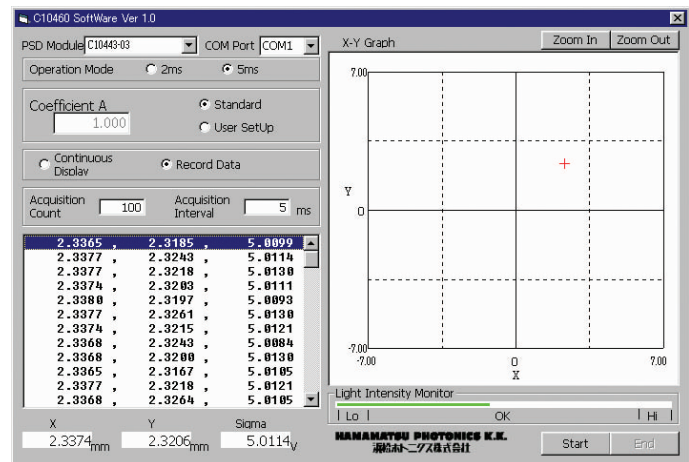 C10460 SoftWare Ver 1.0
PSD Module C10443-03 COM Port COM1
Operation Mode 2ms 5ms
Coefficient A
1.000
Standard
User SetUp
Continuous Display
Record Data
Acquisition Count 100
Acquisition Interval 5 ms
2.3365 , 2.3185 , 5.0099
2.3377 , 2.3243 , 5.0114
2.3377 , 2.3218 , 5.0130
2.3374 , 2.3203 , 5.0111
2.3380 , 2.3197 , 5.0093
2.3377 , 2.3261 , 5.0130
2.3374 , 2.3215 , 5.0121
2.3368 , 2.3243 , 5.0084
2.3368 , 2.3200 , 5.0130
2.3365 , 2.3167 , 5.0105
2.3377 , 2.3218 , 5.0121
2.3368 , 2.3264 , 5.0105
X Y Sigma
2.3374 mm 2.3206 mm 5.0114 V
X-Y Graph Zoom In Zoom Out
7.00
Y
0
-7.00
-7.00 0 7.00
X
Light Intensity Monitor
Lo OK Hi
HAMAMATSU PHOTONICS K.K.
浜松ホトニクス株式会社
Start End